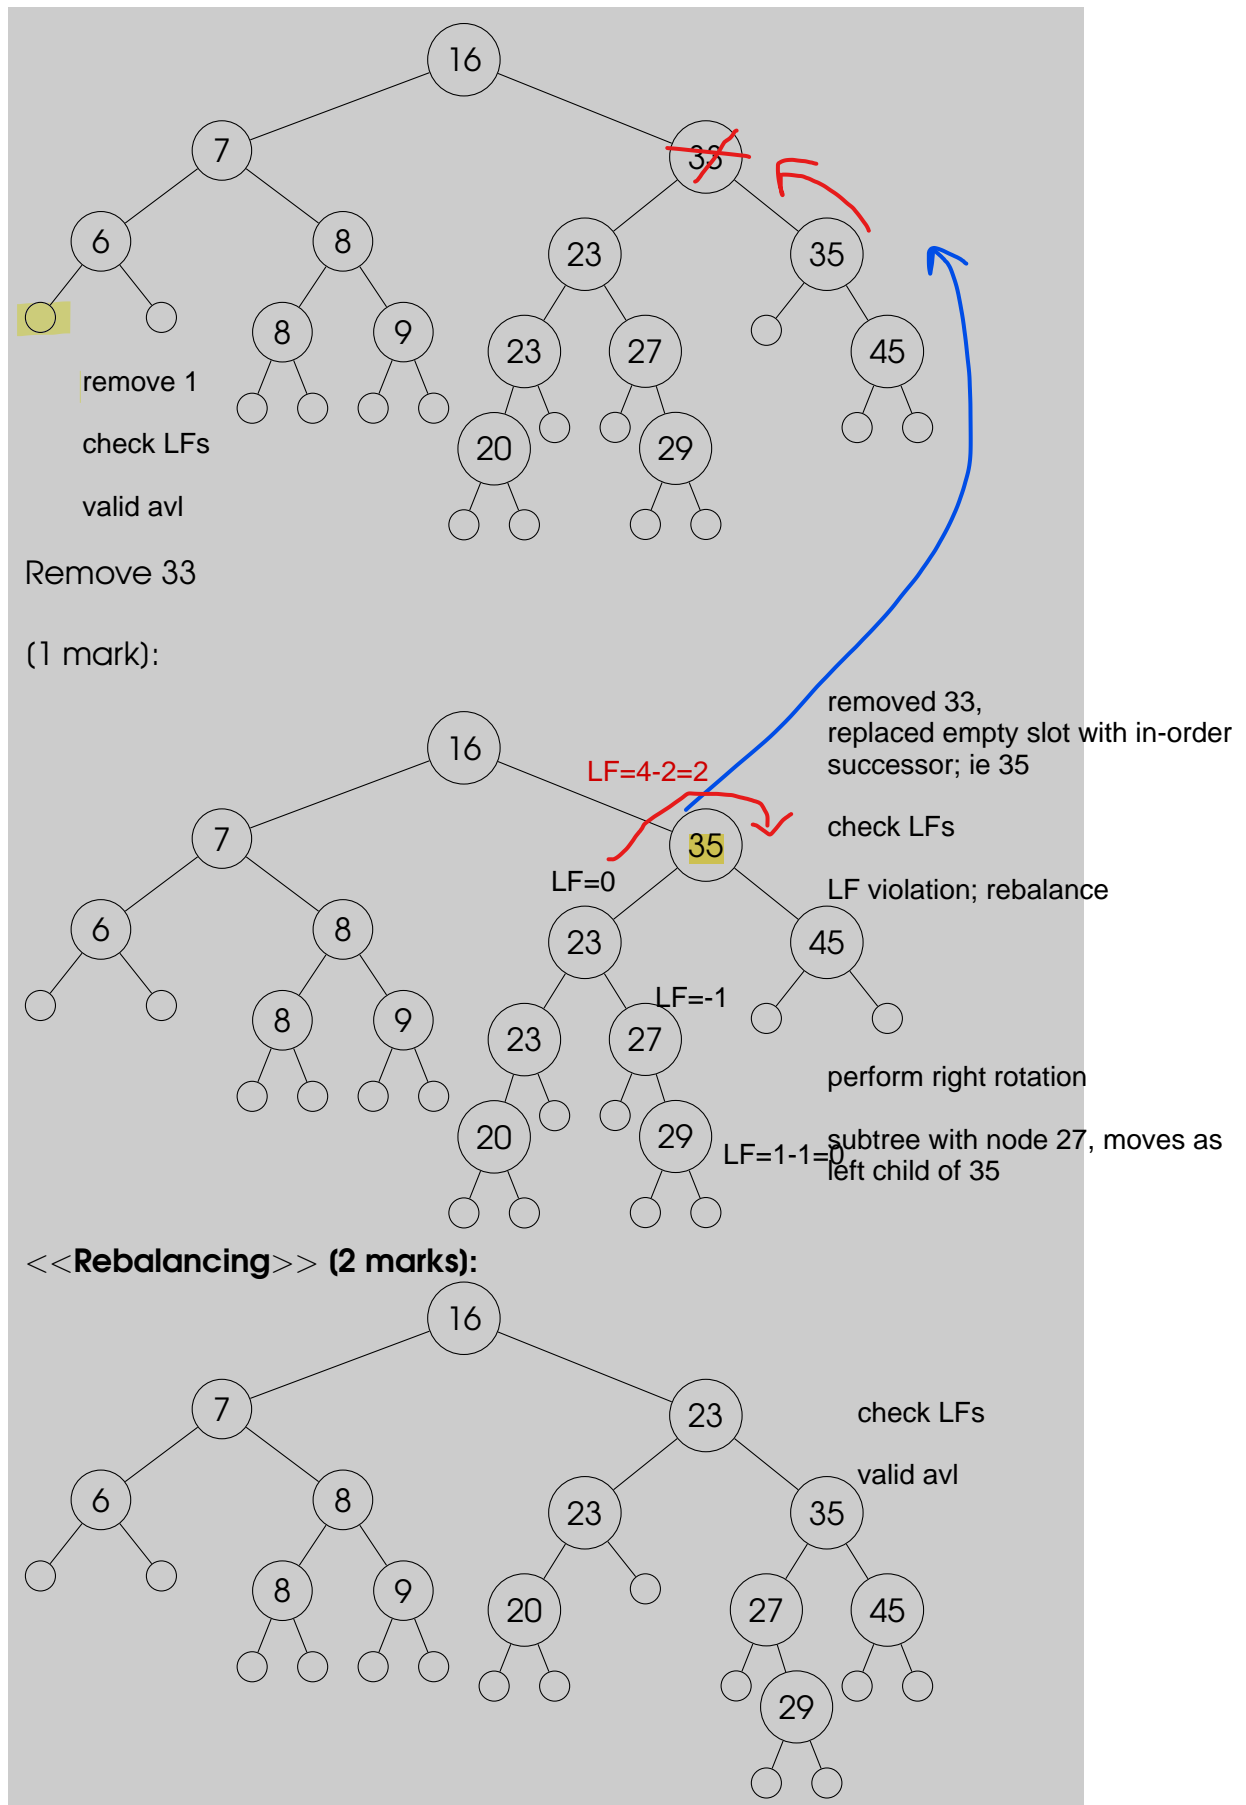 16
7
33
6
8
23
35
8
9
23
27
45
remove 1
20
29
check LFs
valid avl
Remove 33
(1 mark):
removed 33,
replaced empty slot with in-order
successor; ie 35
16
LF=4-2=2
check LFs
7
35
LF=0
LF violation; rebalance
6
8
23
45
LF=-1
8
9
23
27
perform right rotation
20
29
LF=1-1=0
subtree with node 27, moves as
left child of 35
<<Rebalancing>> (2 marks):
16
7
23
check LFs
valid avl
6
8
23
35
8
9
20
27
45
29